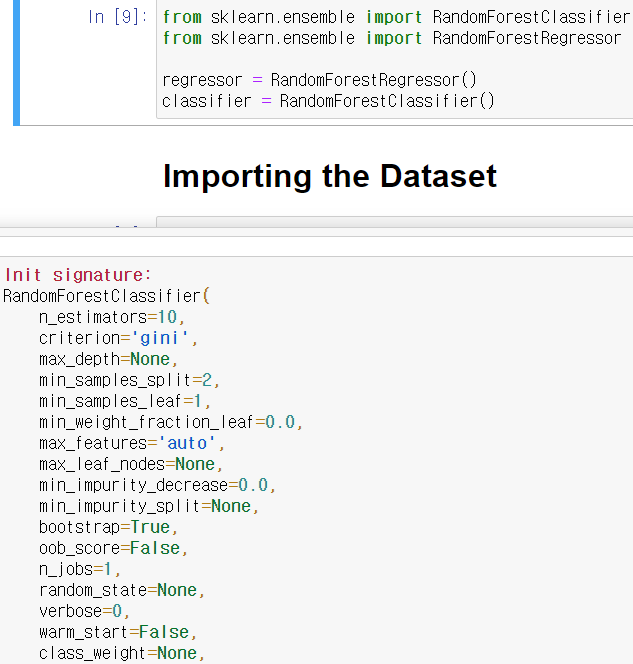 In [9]:
from sklearn.ensemble import RandomForestClassifier
from sklearn.ensemble import RandomForestRegressor
regressor = RandomForestRegressor()
classifier = RandomForestClassifier()
Importing the Dataset
Init signature:
RandomForestClassifier(
n_estimators=10,
criterion='gini',
max_depth=None,
min_samples_split=2,
min_samples_leaf=1,
min_weight_fraction_leaf=0.0,
max_features='auto',
max_leaf_nodes=None,
min_impurity_decrease=0.0,
min_impurity_split=None,
bootstrap=True,
oob_score=False,
n_jobs=1,
random_state=None,
verbose=0,
warm_start=False,
class_weight=None,